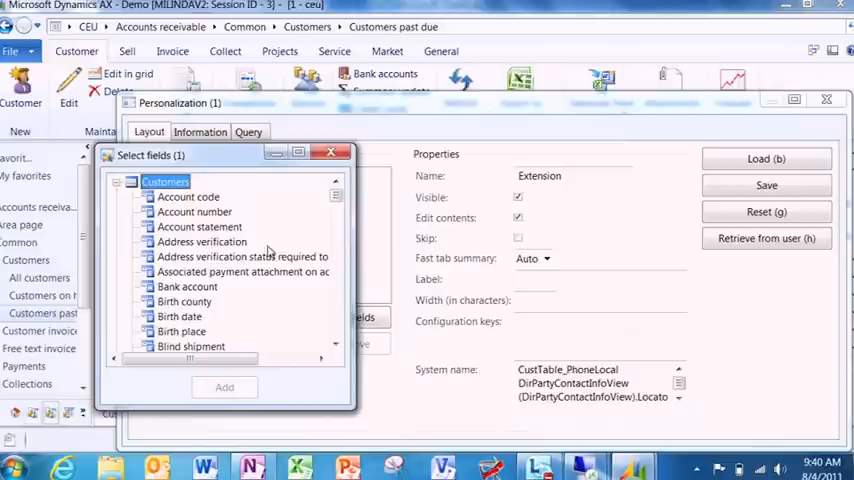 Microsoft Dynamics AX - Demo [MILINDAV2: Session ID - 3] - [1 - ceu]
CEU ▸ Accounts receivable ▸ Common ▸ Customers ▸ Customers past due
File Customer Sell Invoice Collect Projects Service Market General
Customer
Edit
Edit in grid
Delete
Bank accounts
New
Mainta
Personalization (1)
Layout Information Query
Select fields (1)
Customers
Account code
Account number
Account statement
Address verification
Address verification status required to
Associated payment attachment on ac
Bank account
Birth county
Birth date
Birth place
Blind shipment
Add
Properties
Name: Extension
Visible:
Edit contents:
Skip:
Fast tab summary: Auto
Label:
Width (in characters):
Configuration keys:
System name: CustTable_PhoneLocal
DirPartyContactInfoView
(DirPartyContactInfoView).Locato
Load (b)
Save
Reset (g)
Retrieve from user (h)
favorites
Area page
Customers
All customers
Customers on h
Customers past
Customer invoic
Free text invoice
Payments
Collections
9:40 AM
8/4/2011